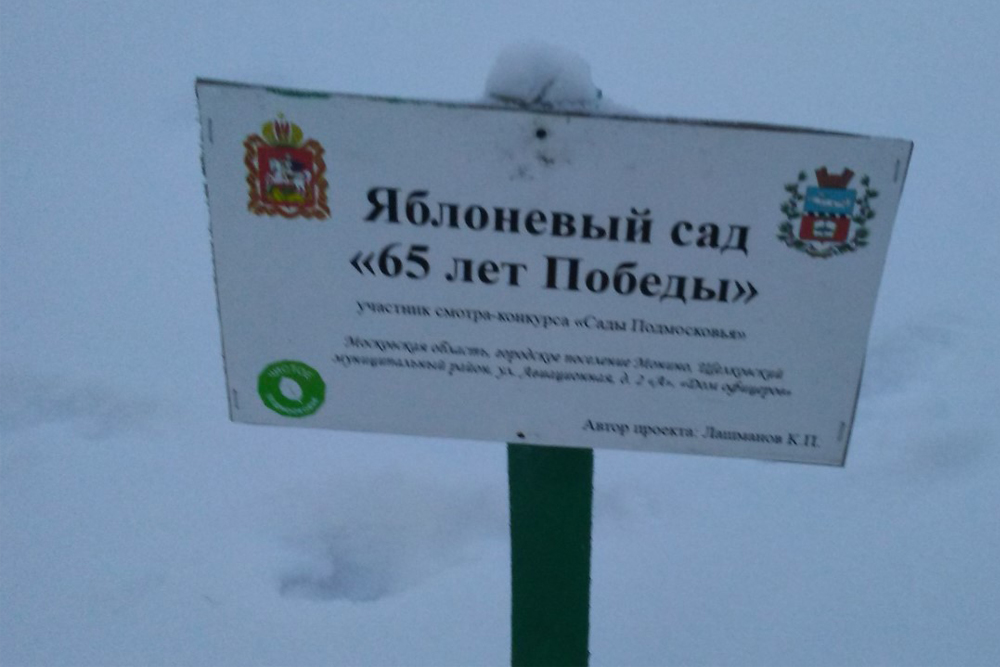 Яблоневый сад
«65 лет Победы»
участник смотра-конкурса «Сады Подмосковья»
Московская область, городское поселение Монино, Щёлковский
муниципальный район, ул. Авиационная, д. 2 «А», «Дом офицеров»
ЧИСТОЕ
Автор проекта: Лашманов К.П.